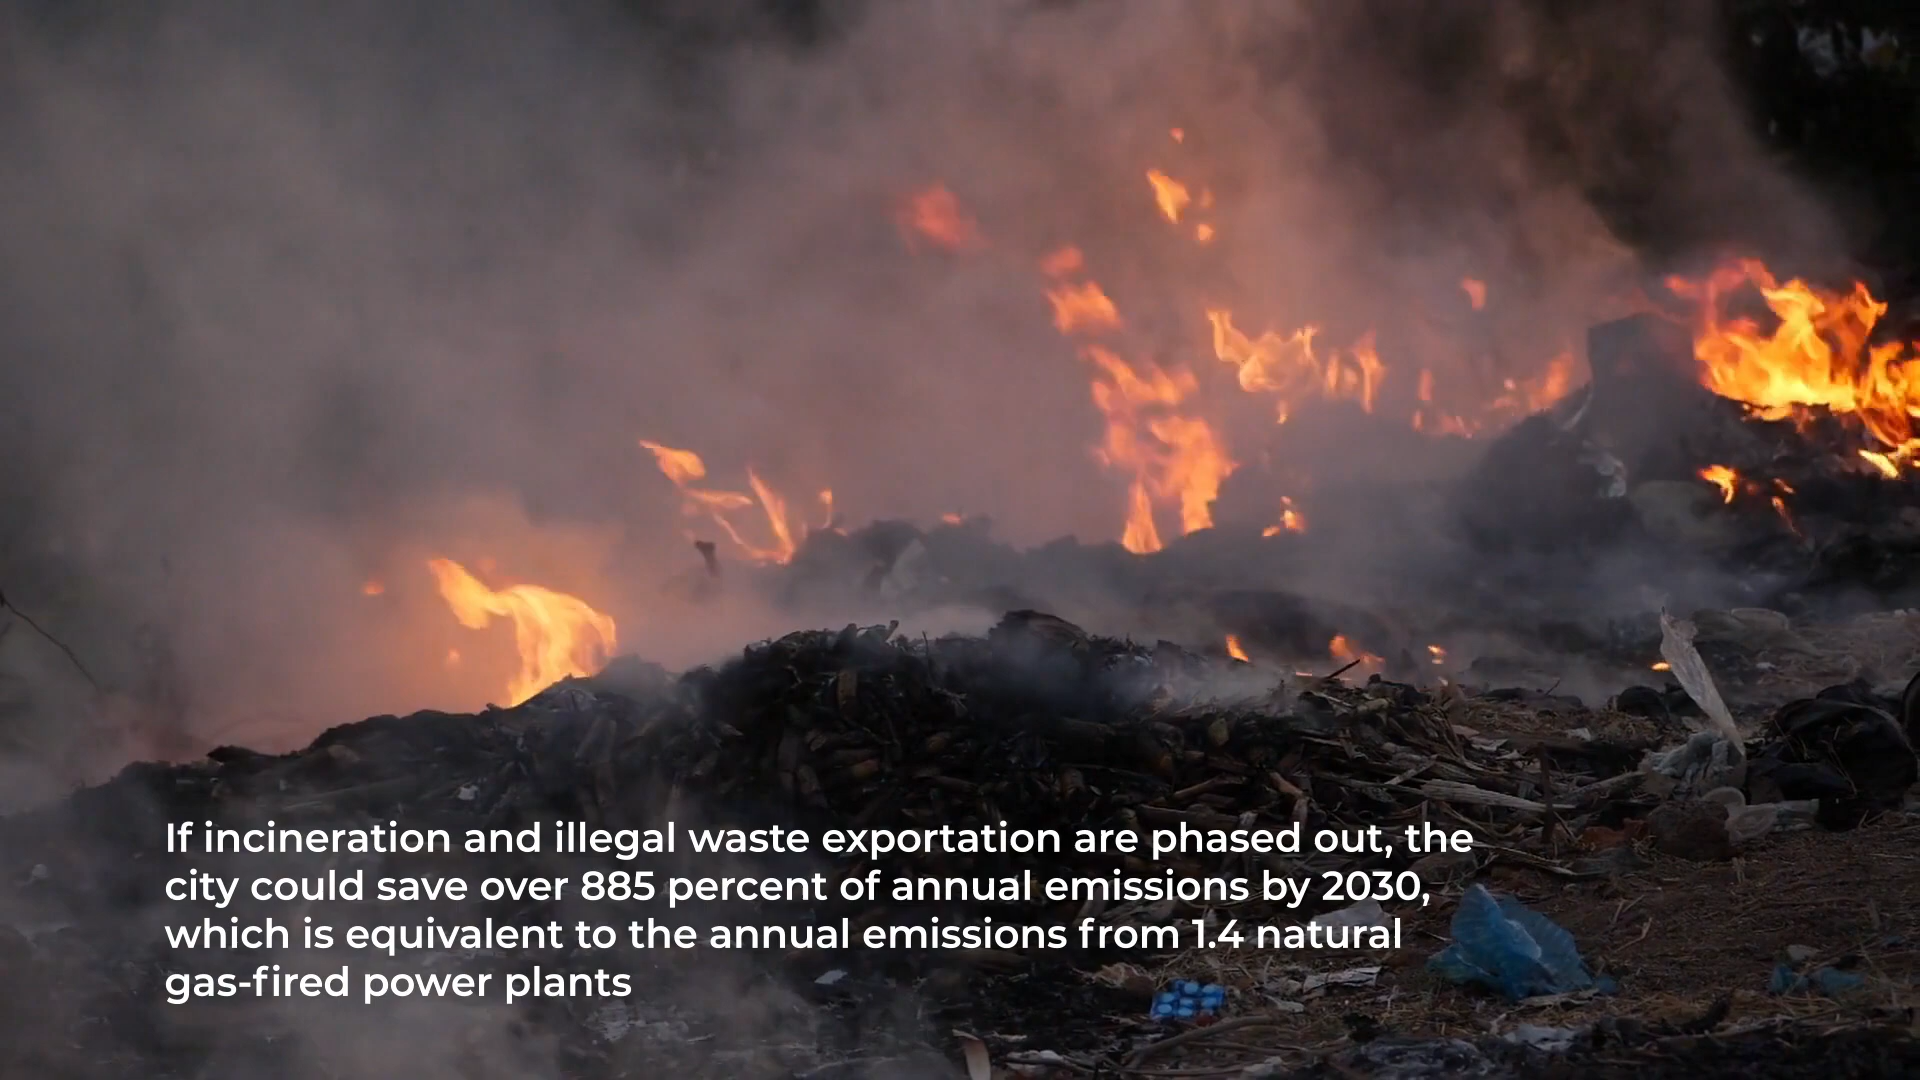 If incineration and illegal waste exportation are phased out, the
city could save over 885 percent of annual emissions by 2030,
which is equivalent to the annual emissions from 1.4 natural
gas-fired power plants